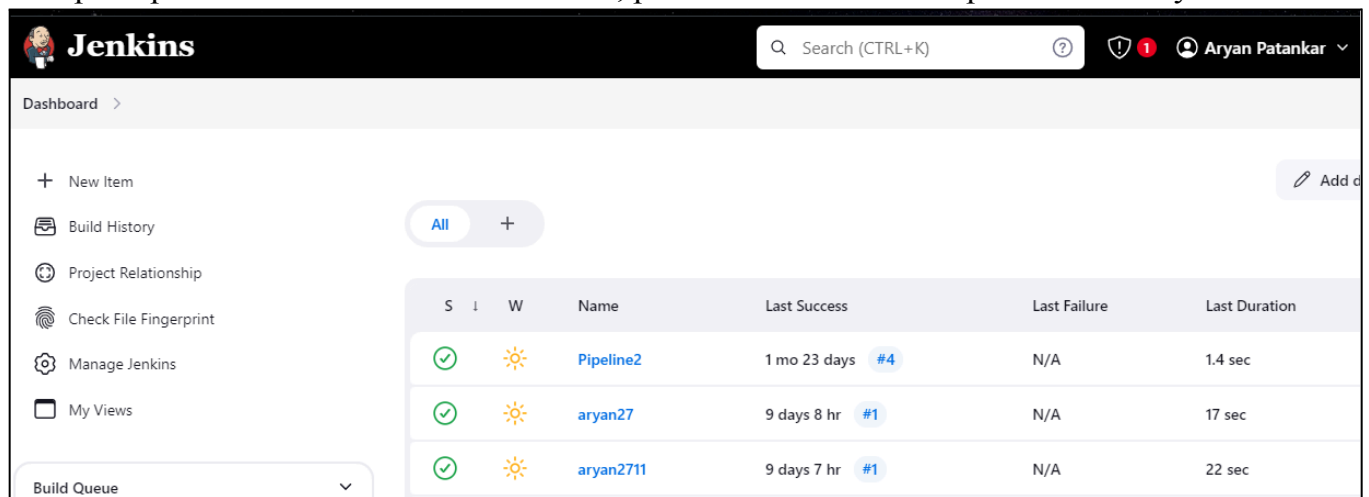 Jenkins
Search (CTRL+K)
1
Aryan Patankar
Dashboard
New Item
Add
Build History
All
Project Relationship
Check File Fingerprint
S ↓ W Name Last Success Last Failure Last Duration
Pipeline2 1 mo 23 days #4 N/A 1.4 sec
Manage Jenkins
My Views
aryan27 9 days 8 hr #1 N/A 17 sec
aryan2711 9 days 7 hr #1 N/A 22 sec
Build Queue